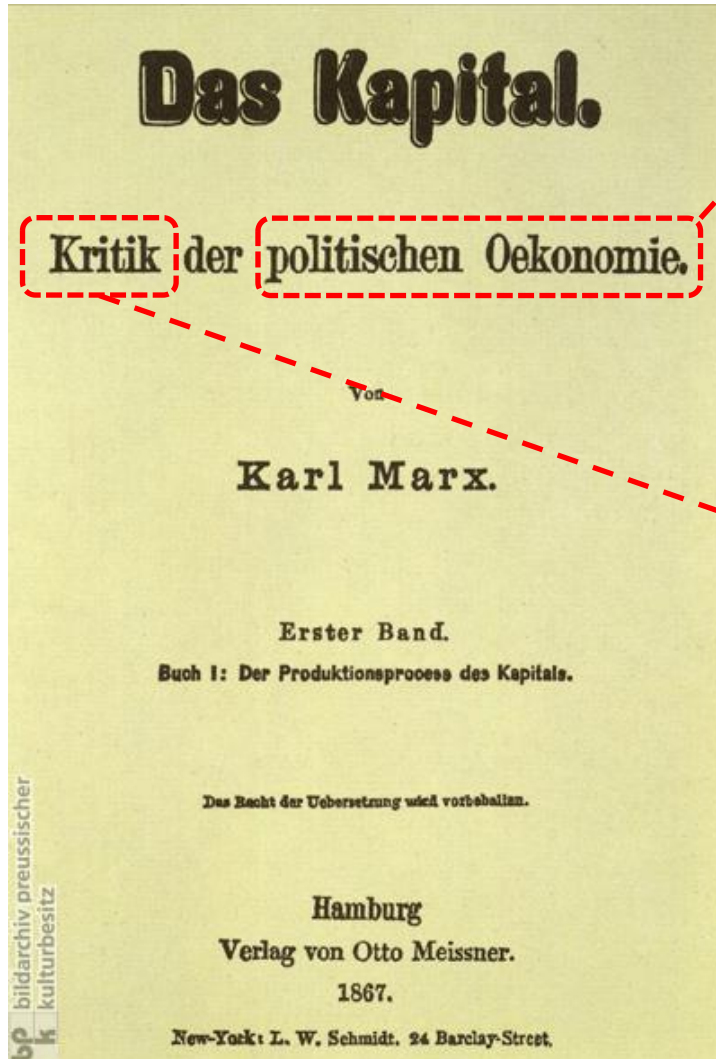 Das Kapital.
Kritik der politischen Oekonomie.
Von
Karl Marx.
Erster Band.
Buch I: Der Produktionsprocess des Kapitals.
Das Recht der Uebersetzung wird vorbehalten.
Hamburg
Verlag von Otto Meissner.
1867.
New-York: L. W. Schmidt. 24 Barclay-Street.
bpk bildarchiv preussischer
kulturbesitz